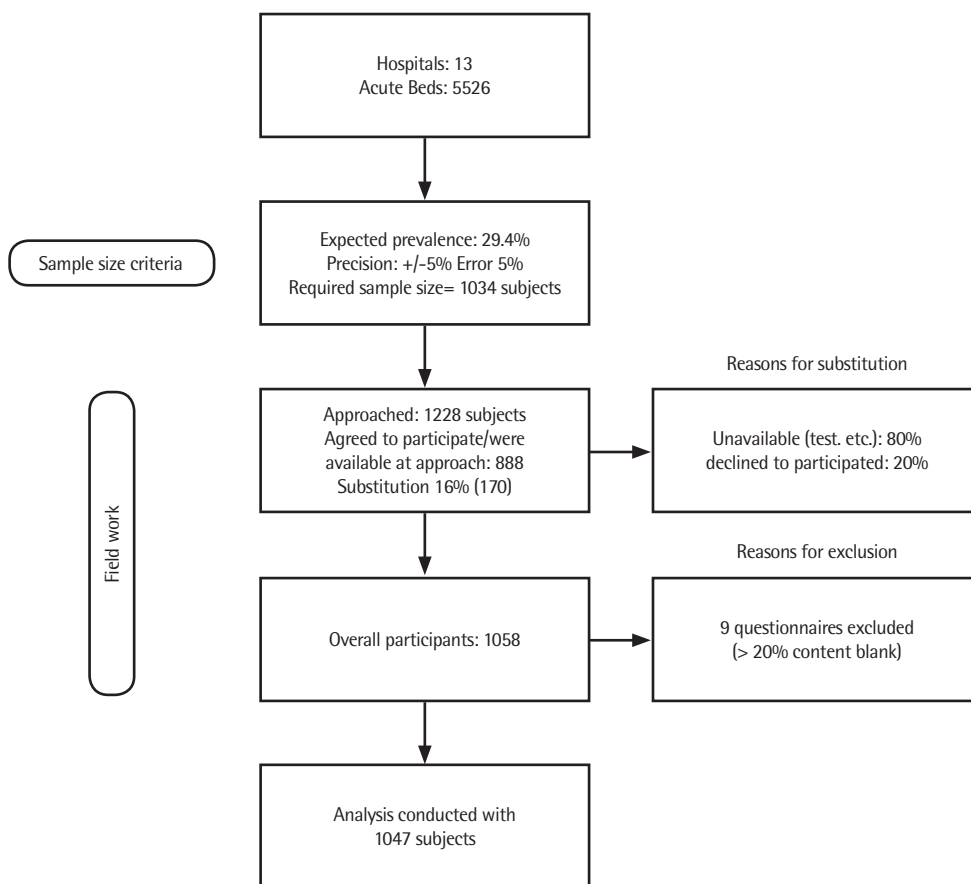 Hospitals: 13
Acute Beds: 5526
Sample size criteria
Expected prevalence: 29.4%
Precision: +/-5% Error 5%
Required sample size= 1034 subjects
Field work
Approached: 1228 subjects
Agreed to participate/were
available at approach: 888
Substitution 16% (170)
Reasons for substitution
Unavailable (test. etc.): 80%
declined to participated: 20%
Overall participants: 1058
Reasons for exclusion
9 questionnaires excluded
(> 20% content blank)
Analysis conducted with
1047 subjects